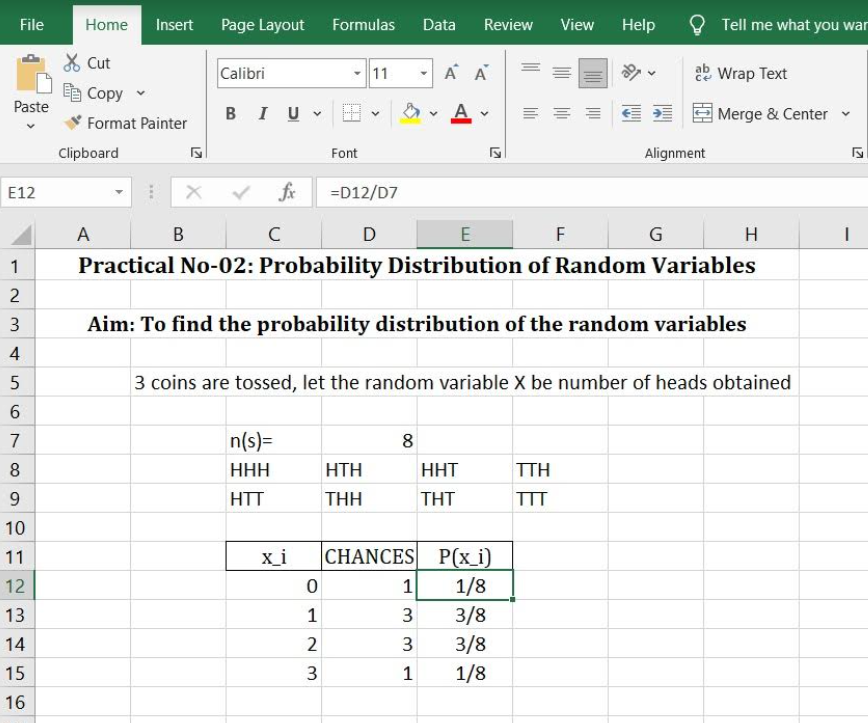 File Home Insert Page Layout Formulas Data Review View Help Tell me what you
Cut
Calibri 11 A A ab Wrap Text
Paste Copy
Format Painter B I U A Merge & Center
Clipboard Font Alignment
E12 fx =D12/D7
A B C D E F G H I
1 Practical No-02: Probability Distribution of Random Variables
2
3 Aim: To find the probability distribution of the random variables
4
5 3 coins are tossed, let the random variable X be number of heads obtained
6
7 n(s)= 8
8 HHH HTH HHT TTH
9 HTT THH THT TTT
10
11 x_i CHANCES P(x_i)
12 0 1 1/8
13 1 3 3/8
14 2 3 3/8
15 3 1 1/8
16